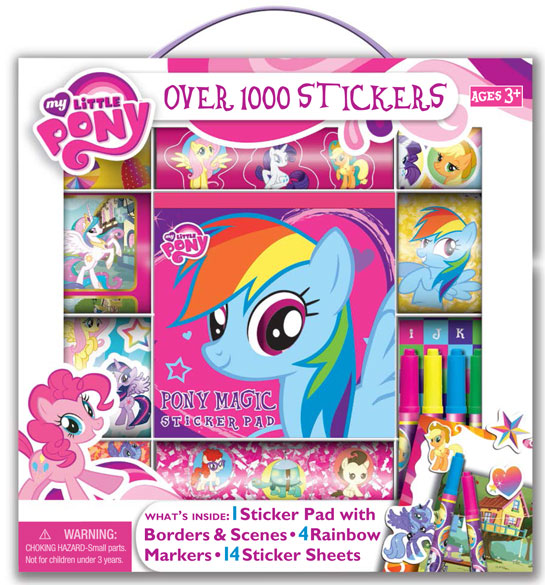 my LITTLE PONY
OVER 1000 STICKERS
AGES 3+
my LITTLE PONY
I J K
PONY MAGIC
STICKER PAD
WARNING:
CHOKING HAZARD-Small parts.
Not for children under 3 years.
WHAT'S INSIDE: 1 Sticker Pad with
Borders & Scenes • 4 Rainbow
Markers • 14 Sticker Sheets